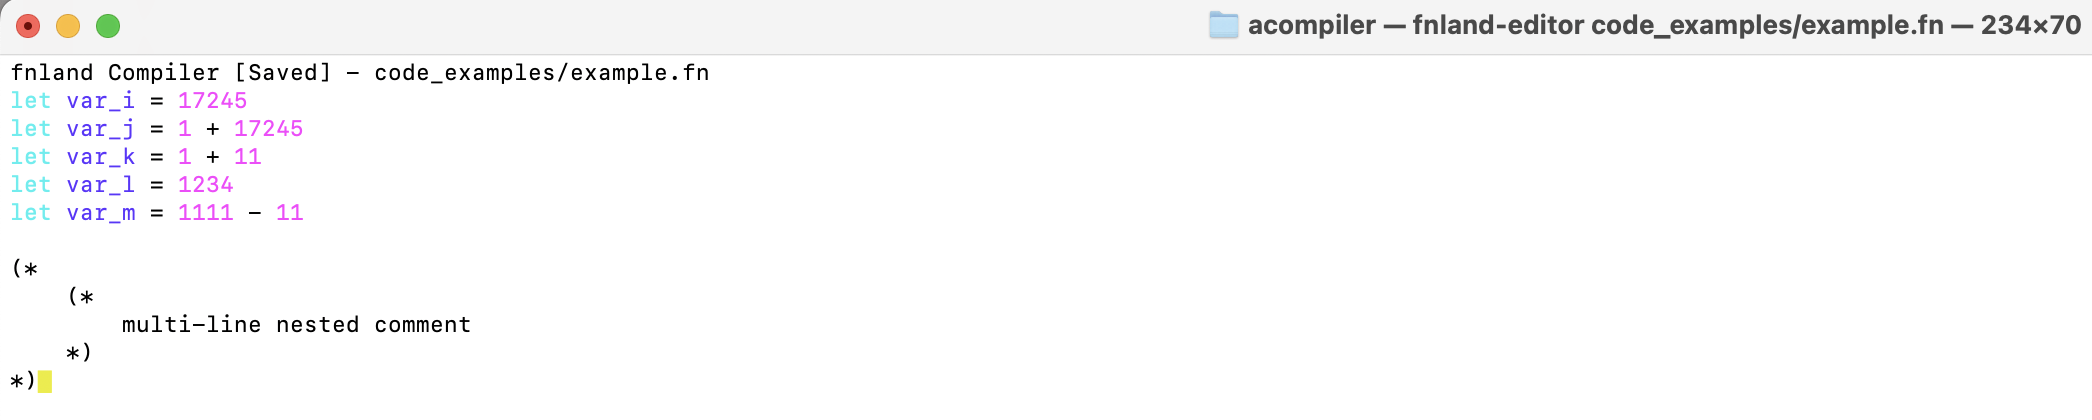 acompiler — fnland-editor code_examples/example.fn — 234×70
fnland Compiler [Saved] - code_examples/example.fn
let var_i = 17245
let var_j = 1 + 17245
let var_k = 1 + 11
let var_l = 1234
let var_m = 1111 - 11
(*
    (*
        multi-line nested comment
    *)
*)